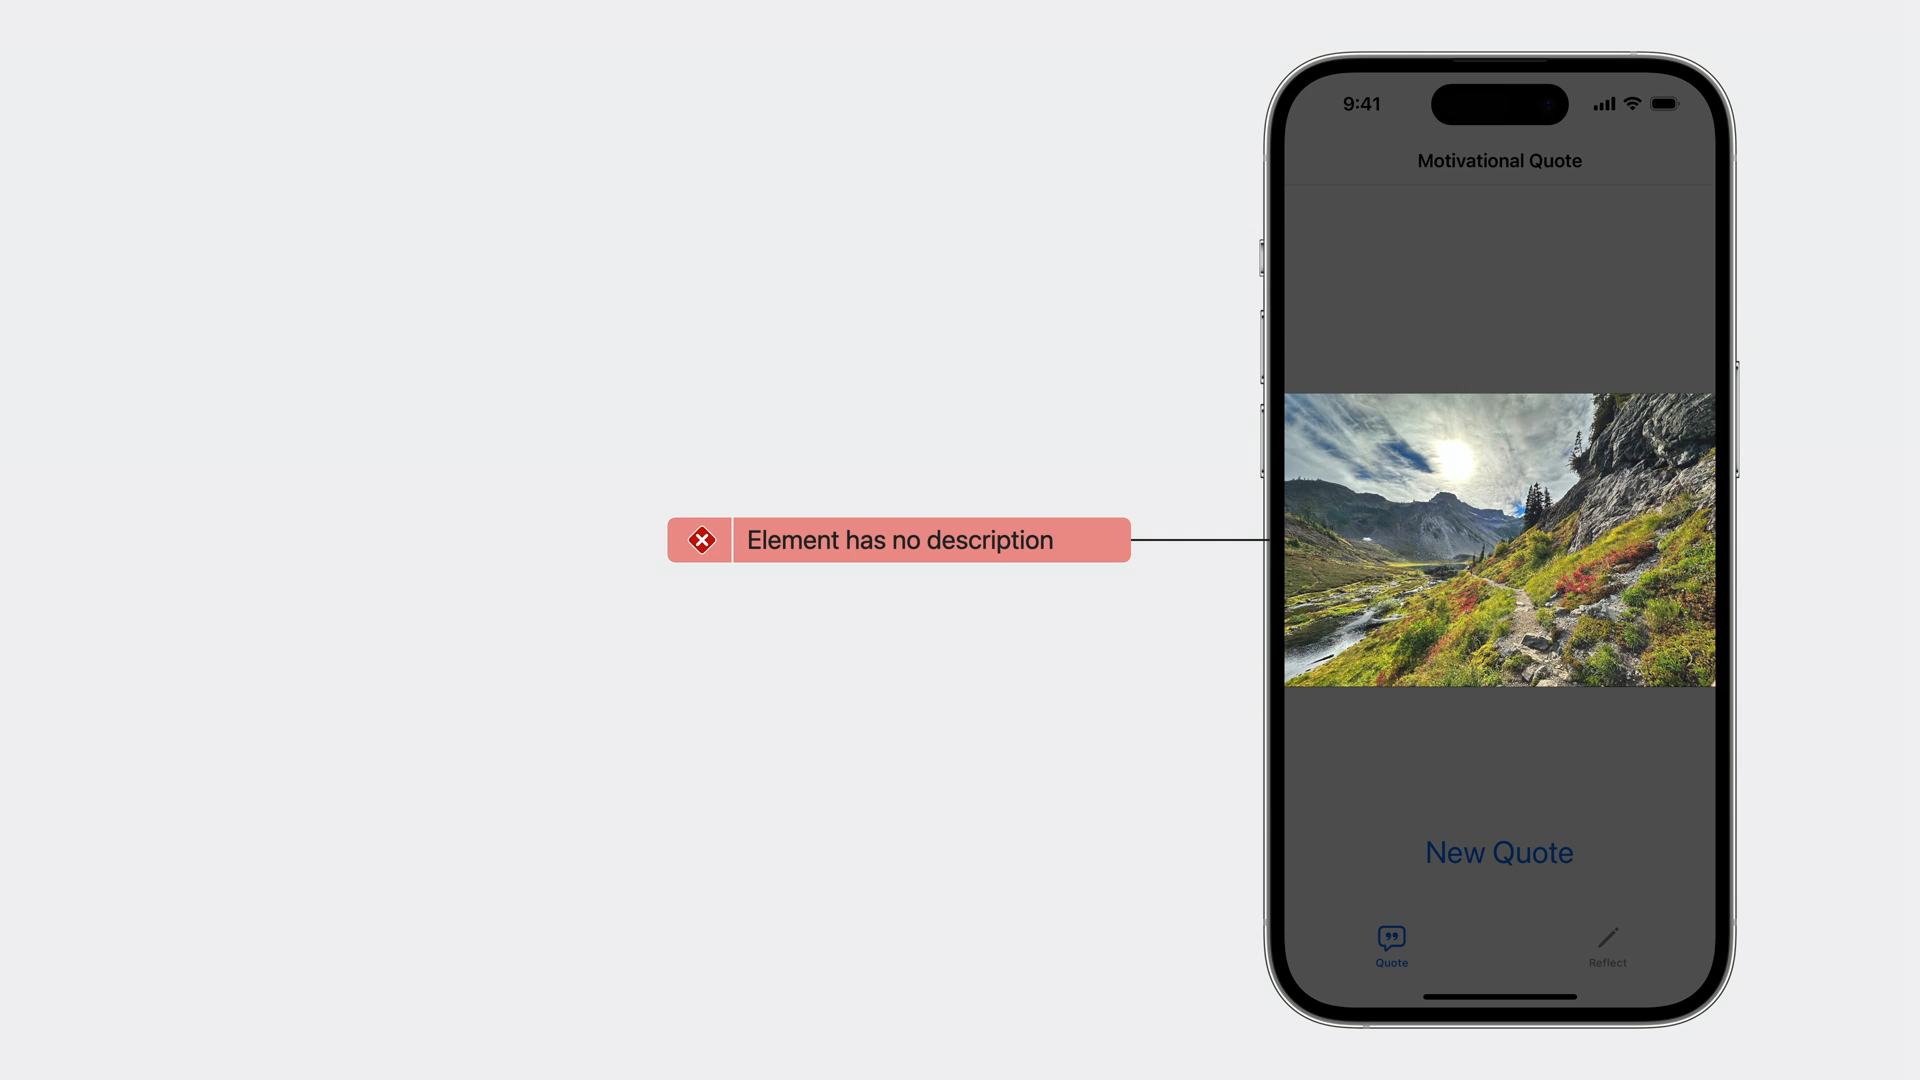 9:41
Motivational Quote
Element has no description
New Quote
Quote
Reflect